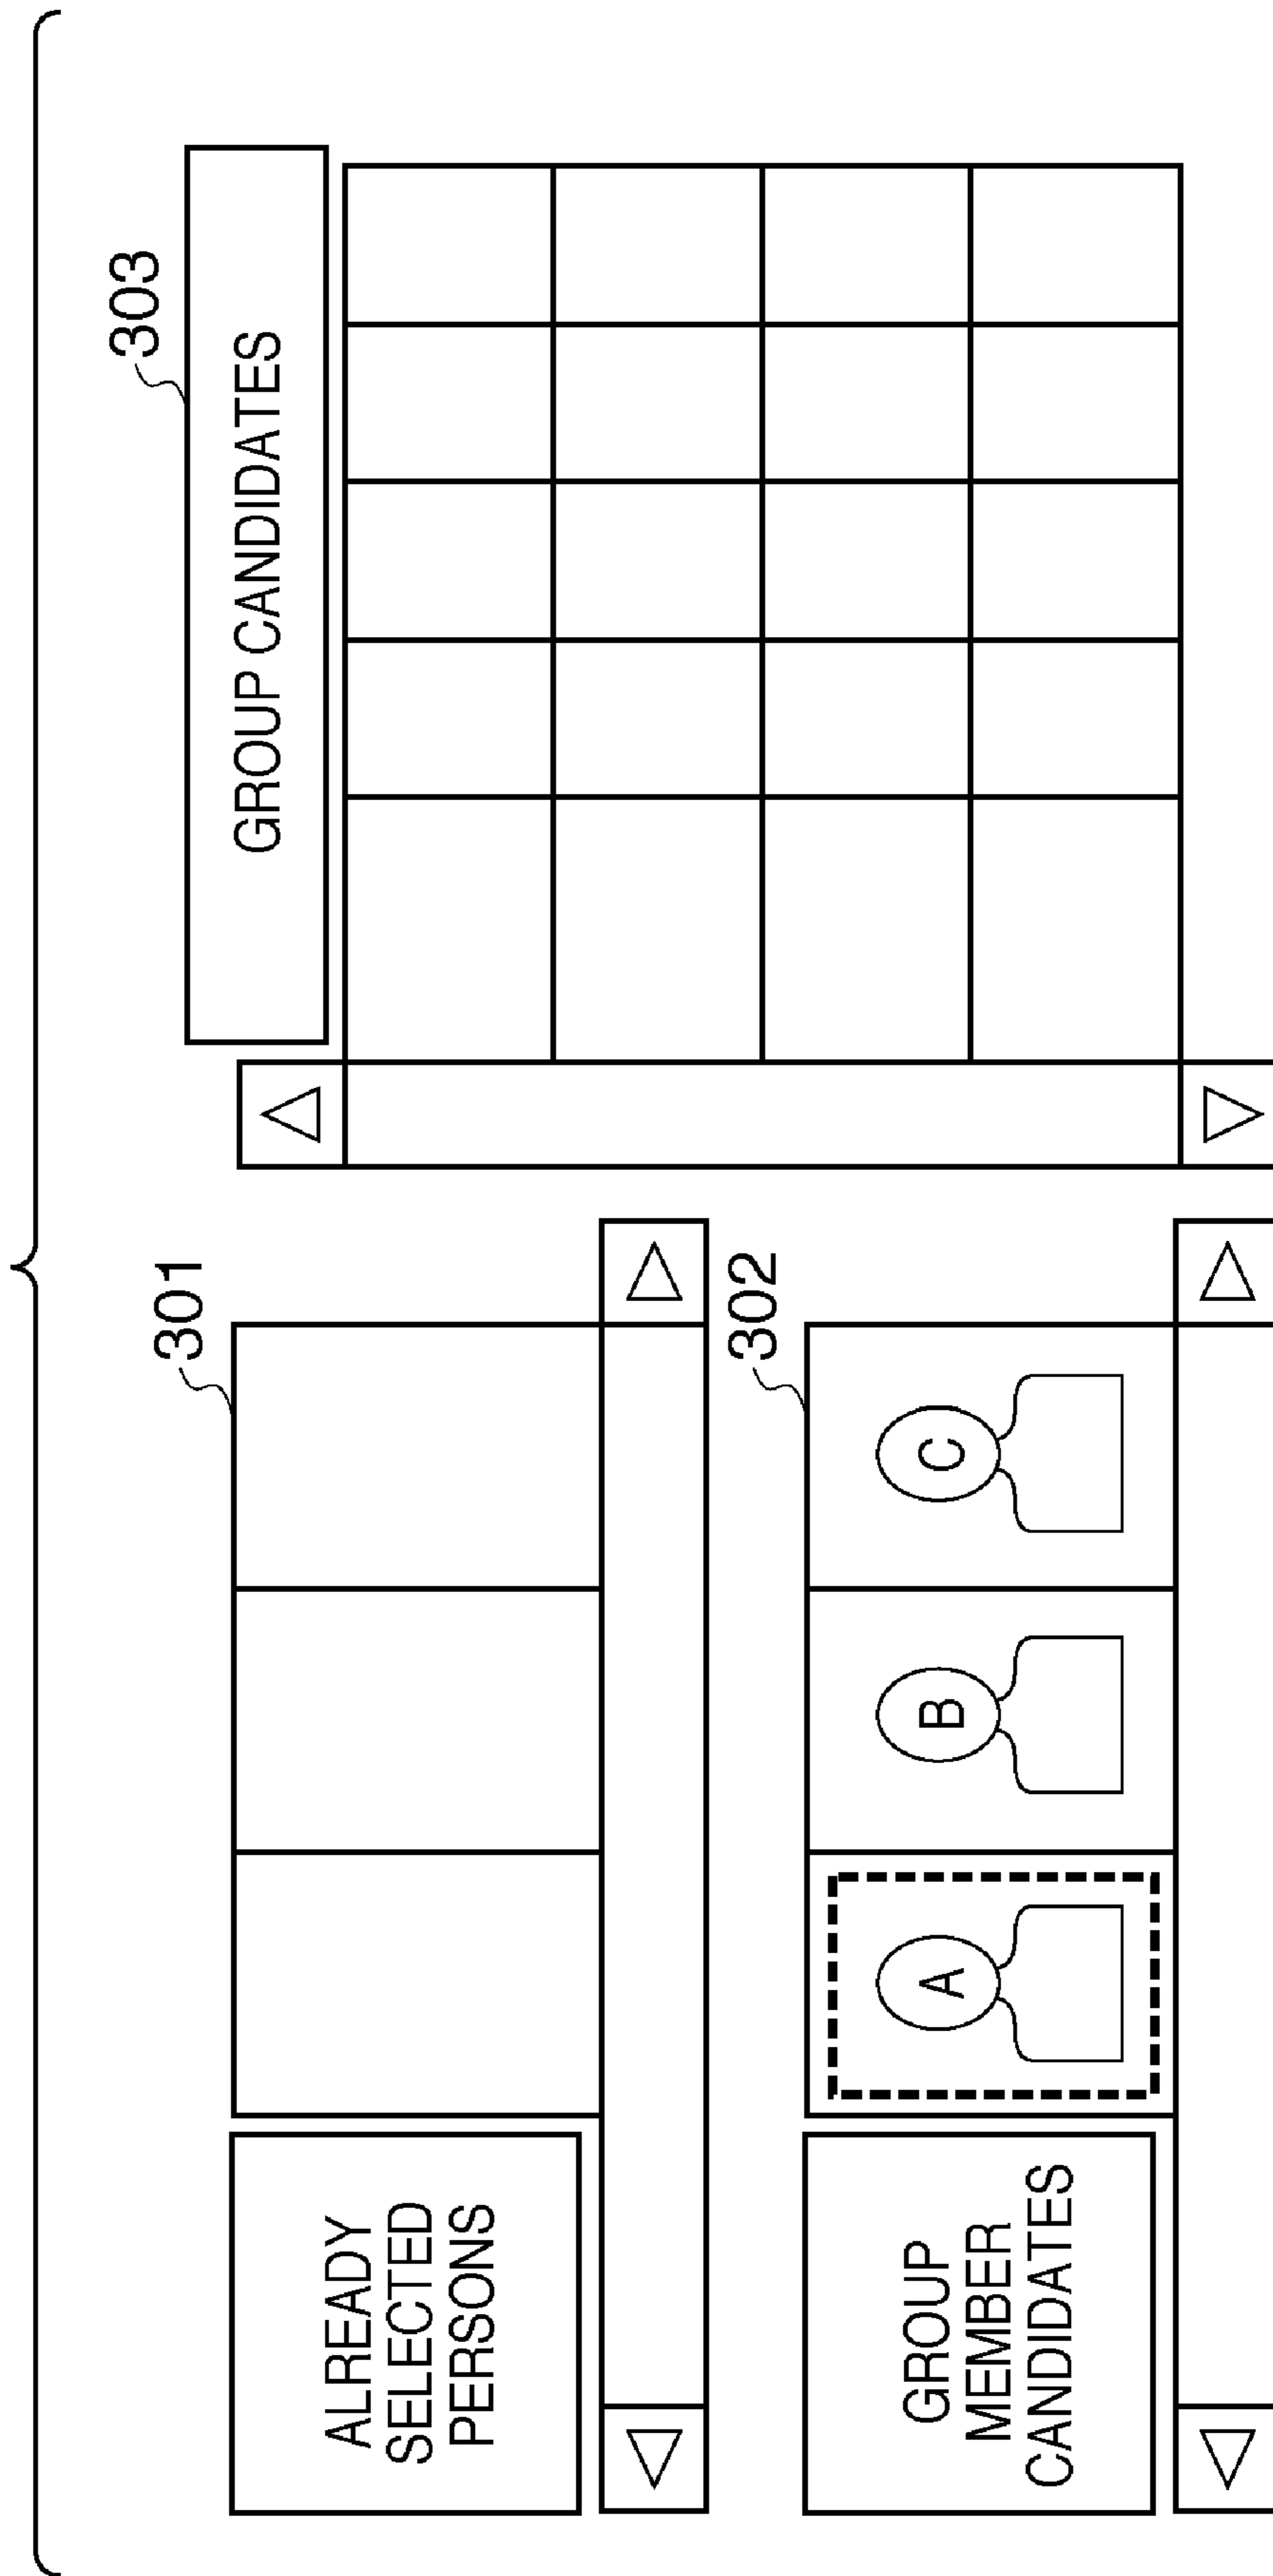 301
ALREADY
SELECTED
PERSONS
302
GROUP
MEMBER
CANDIDATES
A
B
C
303
GROUP CANDIDATES